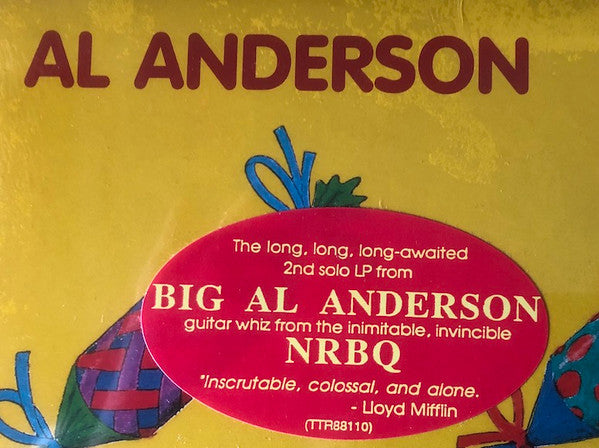 AL ANDERSON
The long, long, long-awaited
2nd solo LP from
BIG AL ANDERSON
guitar whiz from the inimitable, invincible
NRBQ
"Inscrutable, colossal, and alone.
- Lloyd Mifflin
(TTR88110)